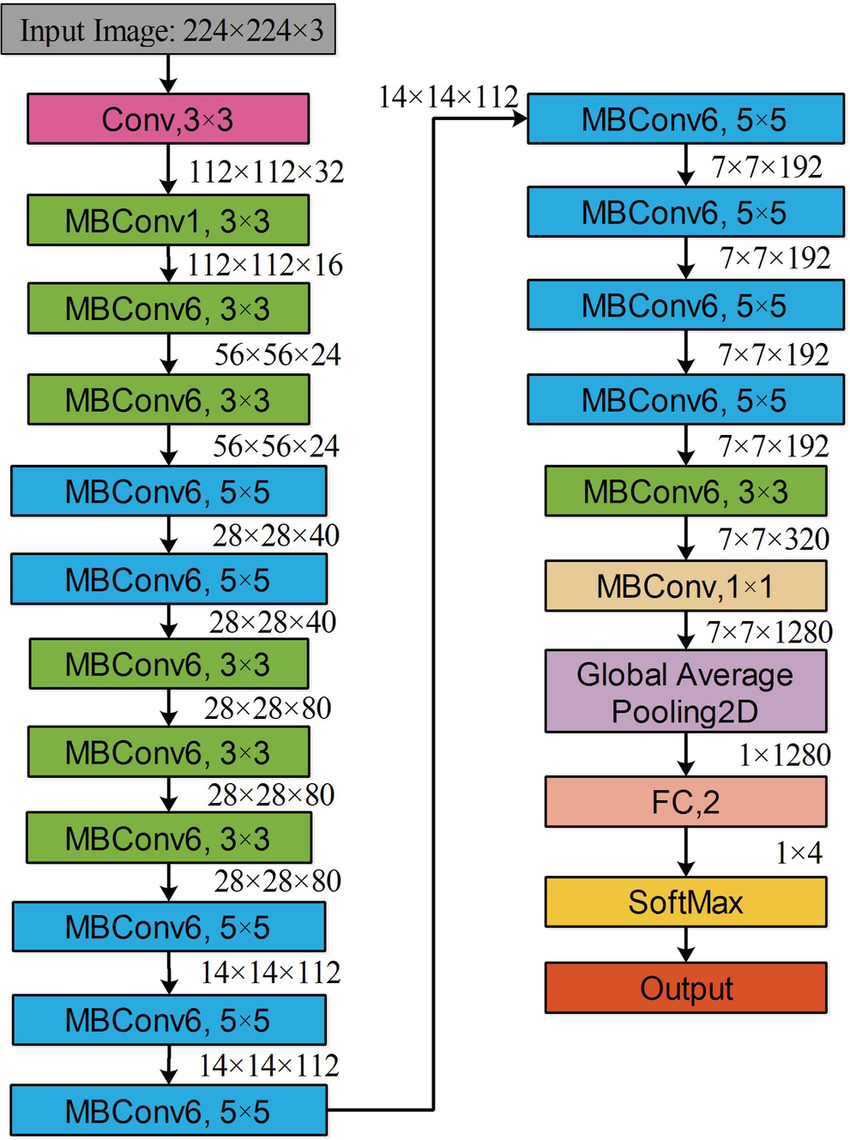 Input Image: 224×224×3
Conv,3×3
112×112×32
MBConv1, 3×3
112×112×16
MBConv6, 3×3
56×56×24
MBConv6, 3×3
56×56×24
MBConv6, 5×5
28×28×40
MBConv6, 5×5
28×28×40
MBConv6, 3×3
28×28×80
MBConv6, 3×3
28×28×80
MBConv6, 3×3
28×28×80
MBConv6, 5×5
14×14×112
MBConv6, 5×5
14×14×112
MBConv6, 5×5
14×14×112
MBConv6, 5×5
7×7×192
MBConv6, 5×5
7×7×192
MBConv6, 5×5
7×7×192
MBConv6, 5×5
7×7×192
MBConv6, 3×3
7×7×320
MBConv,1×1
7×7×1280
Global Average
Pooling2D
1×1280
FC,2
1×4
SoftMax
Output